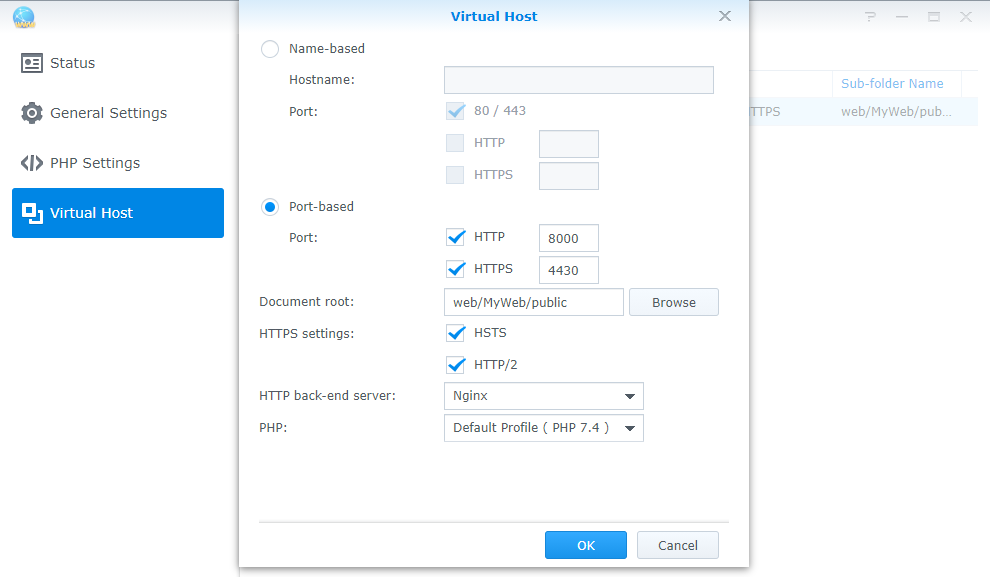 Virtual Host
Status
General Settings
PHP Settings
Virtual Host
Name-based
Hostname:
Port:
80 / 443
HTTP
HTTPS
Port-based
Port:
HTTP
8000
HTTPS
4430
Document root:
web/MyWeb/public
Browse
HTTPS settings:
HSTS
HTTP/2
HTTP back-end server:
Nginx
PHP:
Default Profile ( PHP 7.4 )
OK
Cancel
Sub-folder Name
TTPS
web/MyWeb/pub...